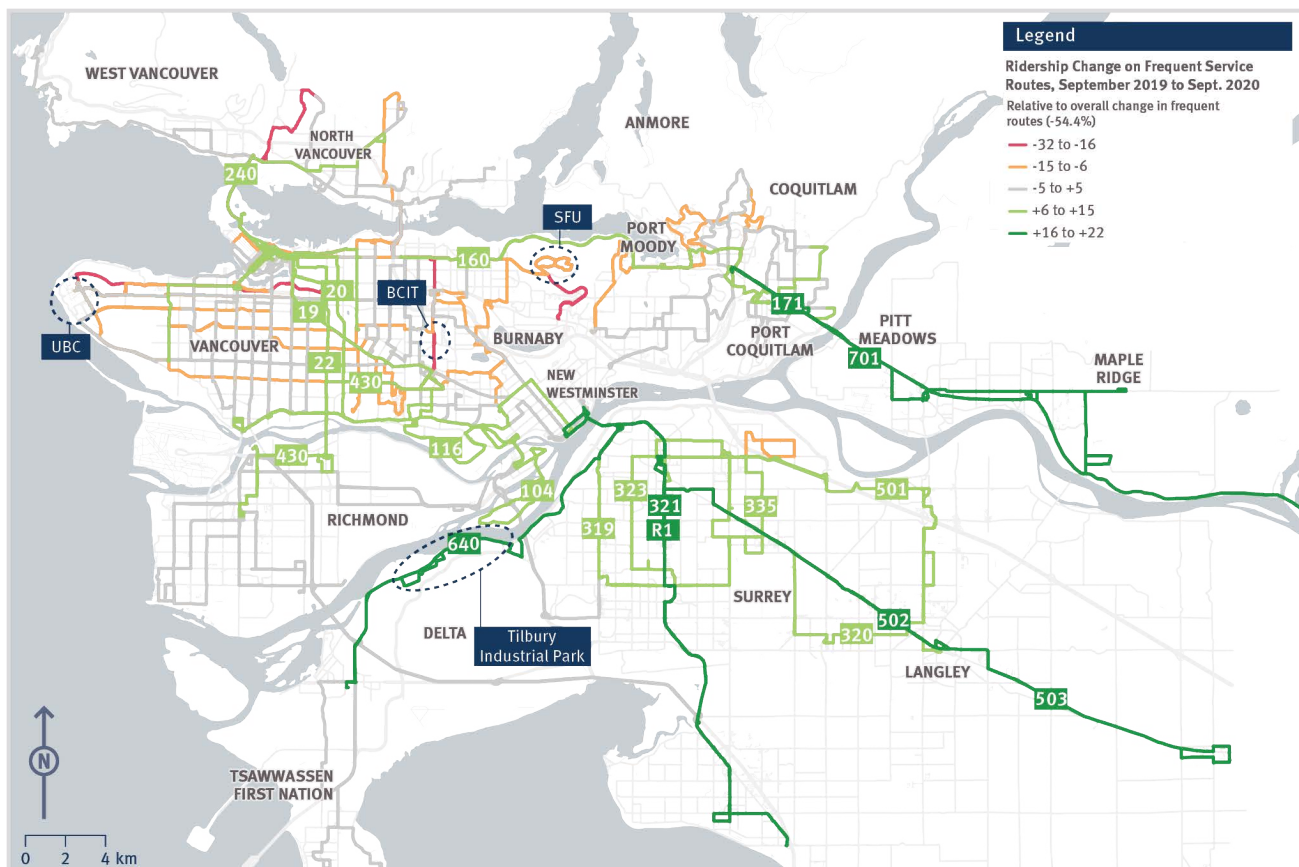 Legend
Ridership Change on Frequent Service
Routes, September 2019 to Sept. 2020
Relative to overall change in frequent
routes (-54.4%)
-32 to -16
-15 to -6
-5 to +5
+6 to +15
+16 to +22
WEST VANCOUVER
NORTH
VANCOUVER
ANMORE
COQUITLAM
240
SFU
PORT
MOODY
160
BCIT
20
19
171
UBC
VANCOUVER
BURNABY
PORT
COQUITLAM
PITT
MEADOWS
701
MAPLE
RIDGE
22
430
NEW
WESTMINSTER
116
430
104
323
321
R1
335
501
319
RICHMOND
640
SURREY
DELTA
Tilbury
Industrial Park
502
320
LANGLEY
503
N
TSAWWASSEN
FIRST NATION
0 2 4 km